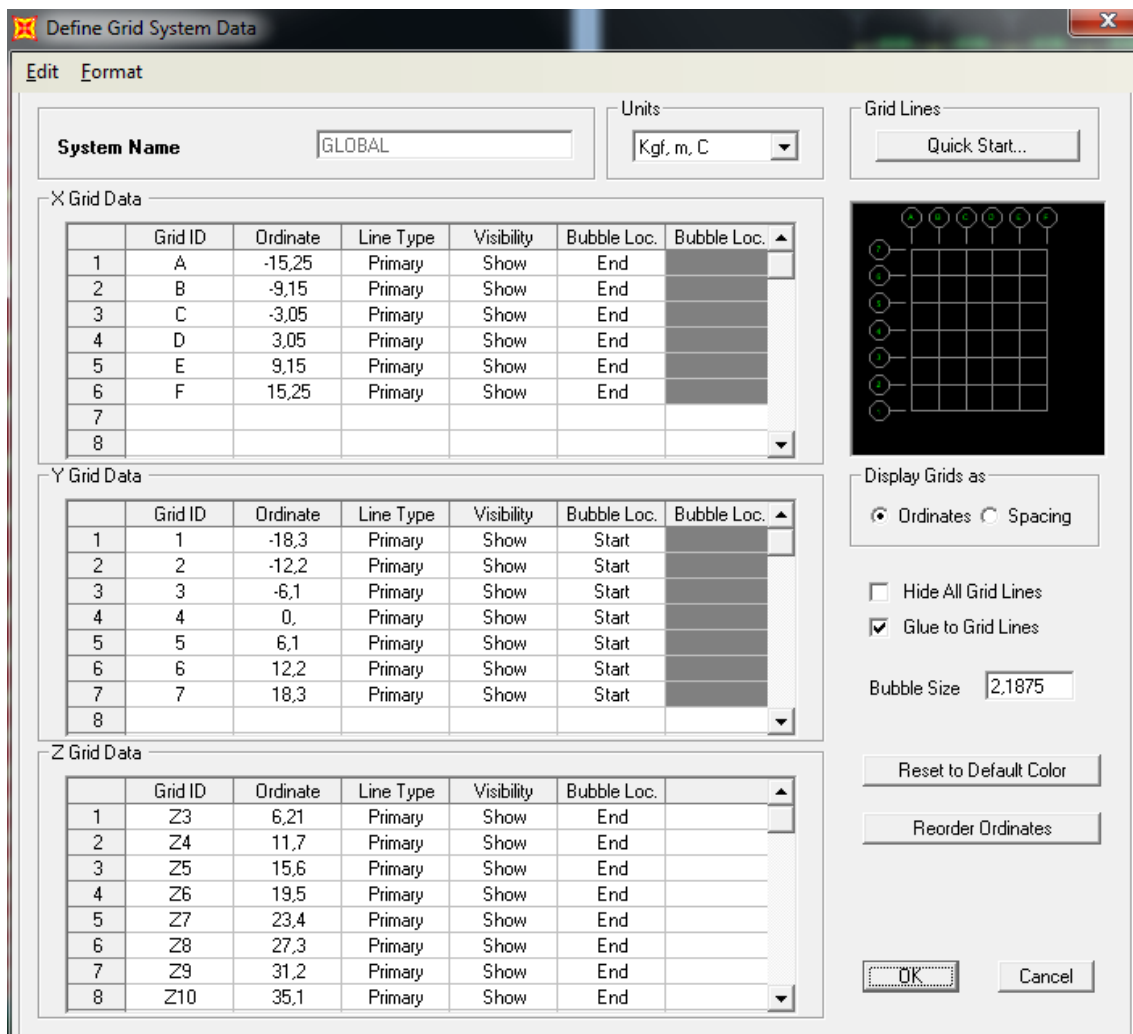 Define Grid System Data
Edit Format
System Name GLOBAL
Units
Kgf, m, C
Grid Lines
Quick Start...
X Grid Data
Grid ID Ordinate Line Type Visibility Bubble Loc. Bubble Loc.
1 A -15,25 Primary Show End
2 B -9,15 Primary Show End
3 C -3,05 Primary Show End
4 D 3,05 Primary Show End
5 E 9,15 Primary Show End
6 F 15,25 Primary Show End
7
8
A B C D E F
7
6
5
4
3
2
1
Y Grid Data
Grid ID Ordinate Line Type Visibility Bubble Loc. Bubble Loc.
1 1 -18,3 Primary Show Start
2 2 -12,2 Primary Show Start
3 3 -6,1 Primary Show Start
4 4 0, Primary Show Start
5 5 6,1 Primary Show Start
6 6 12,2 Primary Show Start
7 7 18,3 Primary Show Start
8
Display Grids as
Ordinates Spacing
Hide All Grid Lines
Glue to Grid Lines
Bubble Size 2,1875
Z Grid Data
Grid ID Ordinate Line Type Visibility Bubble Loc.
1 Z3 6,21 Primary Show End
2 Z4 11,7 Primary Show End
3 Z5 15,6 Primary Show End
4 Z6 19,5 Primary Show End
5 Z7 23,4 Primary Show End
6 Z8 27,3 Primary Show End
7 Z9 31,2 Primary Show End
8 Z10 35,1 Primary Show End
Reset to Default Color
Reorder Ordinates
OK Cancel